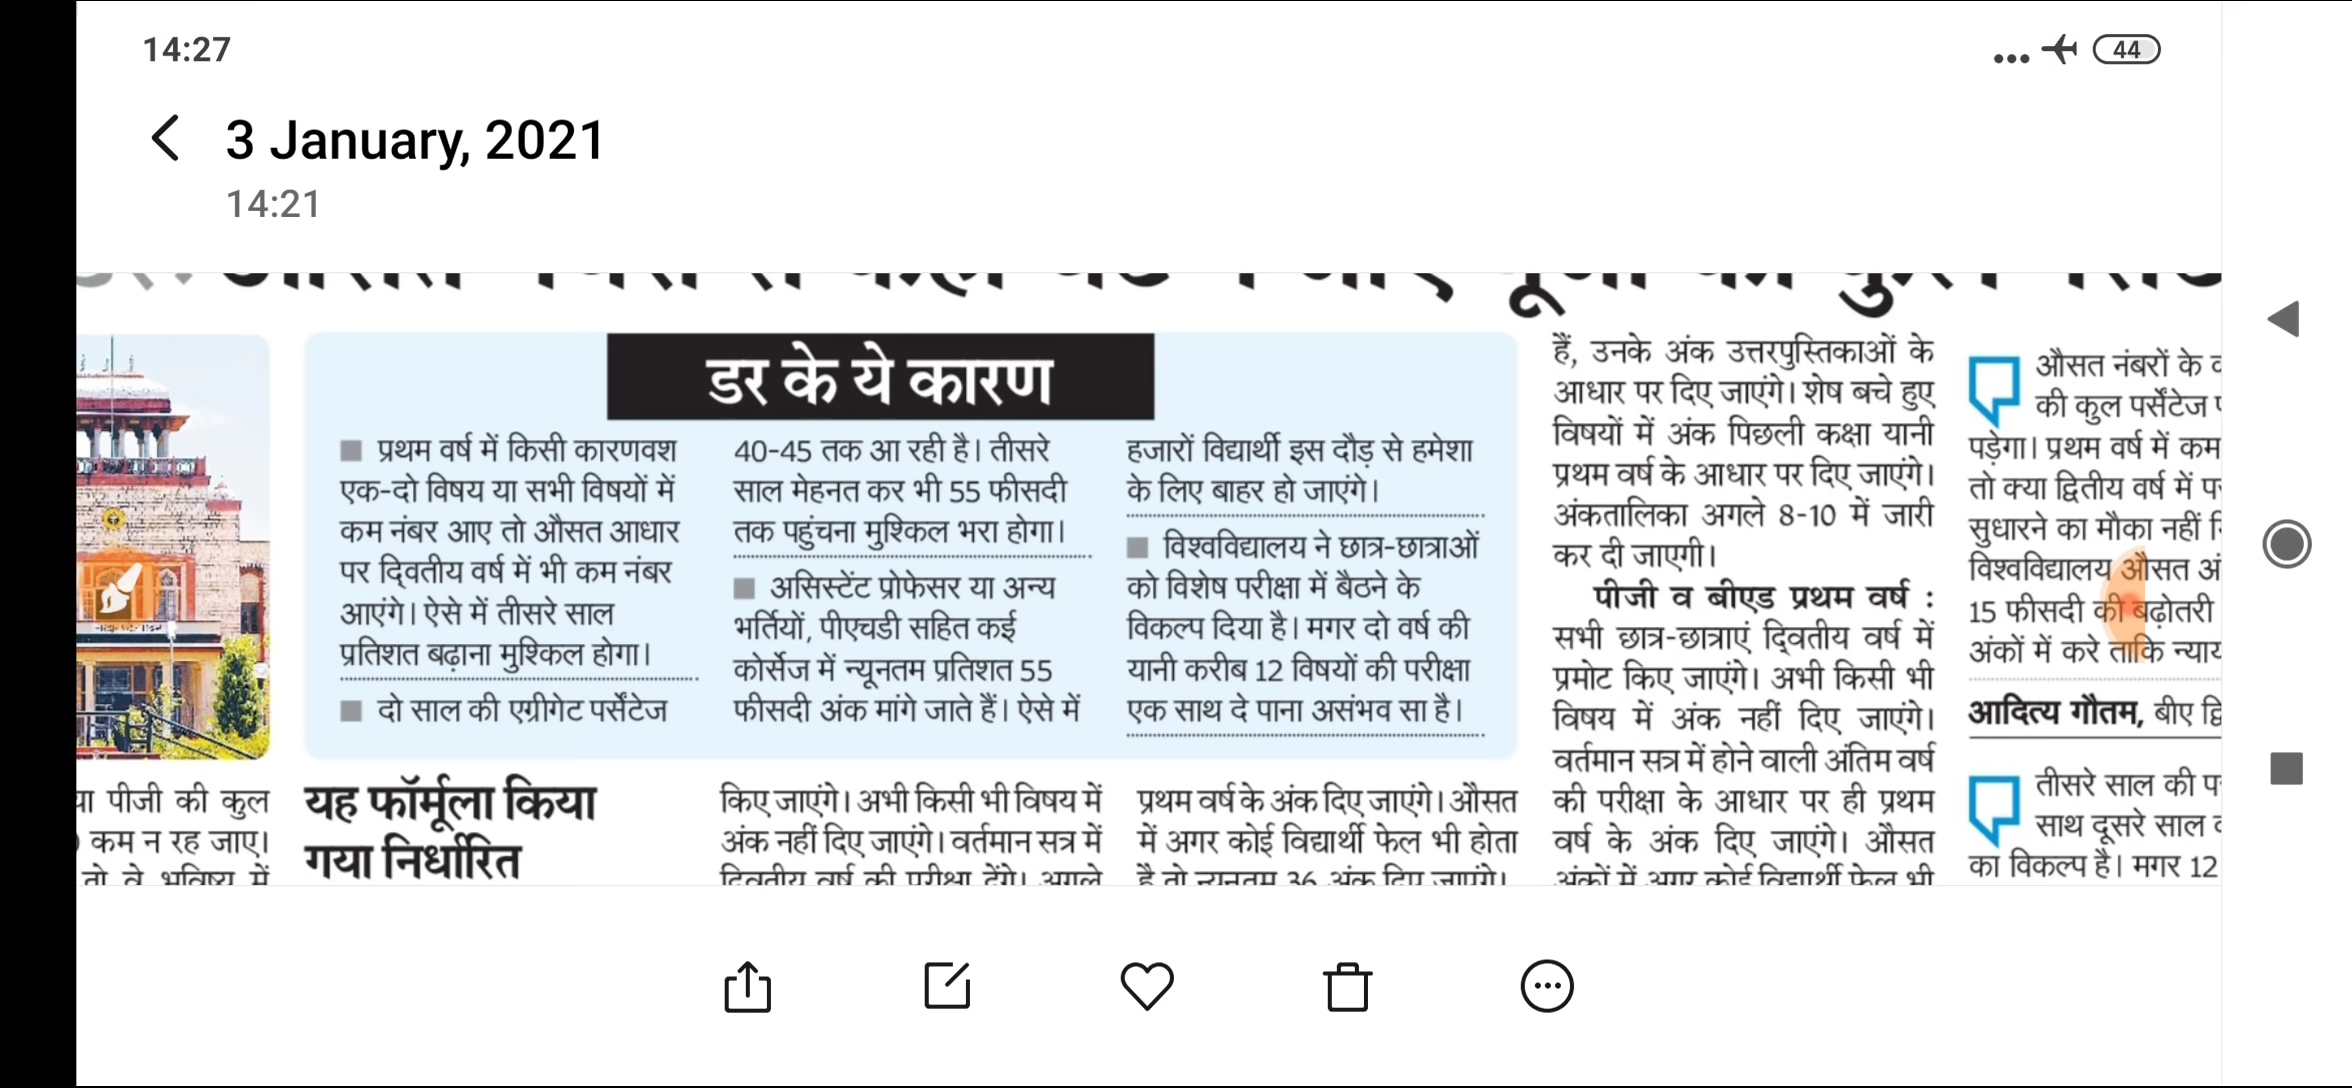 14:27
44
3 January, 2021
14:21
डर के ये कारण
प्रथम वर्ष में किसी कारणवश
एक-दो विषय या सभी विषयों में
कम नंबर आए तो औसत आधार
पर द्वितीय वर्ष में भी कम नंबर
आएंगे। ऐसे में तीसरे साल
प्रतिशत बढ़ाना मुश्किल होगा।
दो साल की एग्रीगेट पर्सेंटेज
40-45 तक आ रही है। तीसरे
साल मेहनत कर भी 55 फीसदी
तक पहुंचना मुश्किल भरा होगा।
असिस्टेंट प्रोफेसर या अन्य
भर्तियों, पीएचडी सहित कई
कोर्सेज में न्यूनतम प्रतिशत 55
फीसदी अंक मांगे जाते हैं। ऐसे में
हजारों विद्यार्थी इस दौड़ से हमेशा
के लिए बाहर हो जाएंगे।
विश्वविद्यालय ने छात्र-छात्राओं
को विशेष परीक्षा में बैठने के
विकल्प दिया है। मगर दो वर्ष की
यानी करीब 12 विषयों की परीक्षा
एक साथ दे पाना असंभव सा है।
पीजी की कुल
कम न रह जाए।
तो वे भविष्य में
यह फॉर्मूला किया
गया निर्धारित
किए जाएंगे। अभी किसी भी विषय में
अंक नहीं दिए जाएंगे। वर्तमान सत्र में
द्वितीय वर्ष की परीक्षा देंगे। अगले
प्रथम वर्ष के अंक दिए जाएंगे। औसत
में अगर कोई विद्यार्थी फेल भी होता
है तो न्यूनतम 36 अंक दिए जाएंगे।
हैं, उनके अंक उत्तरपुस्तिकाओं के
आधार पर दिए जाएंगे। शेष बचे हुए
विषयों में अंक पिछली कक्षा यानी
प्रथम वर्ष के आधार पर दिए जाएंगे।
अंकतालिका अगले 8-10 में जारी
कर दी जाएगी।
पीजी व बीएड प्रथम वर्ष :
सभी छात्र-छात्राएं द्वितीय वर्ष में
प्रमोट किए जाएंगे। अभी किसी भी
विषय में अंक नहीं दिए जाएंगे।
वर्तमान सत्र में होने वाली अंतिम वर्ष
की परीक्षा के आधार पर ही प्रथम
वर्ष के अंक दिए जाएंगे। औसत
अंकों में अगर कोई विद्यार्थी फेल भी
औसत नंबरों के
की कुल पर्सेंटेज
पड़ेगा। प्रथम वर्ष में कम
तो क्या द्वितीय वर्ष में
सुधारने का मौका नहीं
विश्वविद्यालय औसत
15 फीसदी की बढ़ोतरी
अंकों में करे ताकि
आदित्य गौतम, बीए
तीसरे साल की
साथ दूसरे साल
का विकल्प है। मगर 12